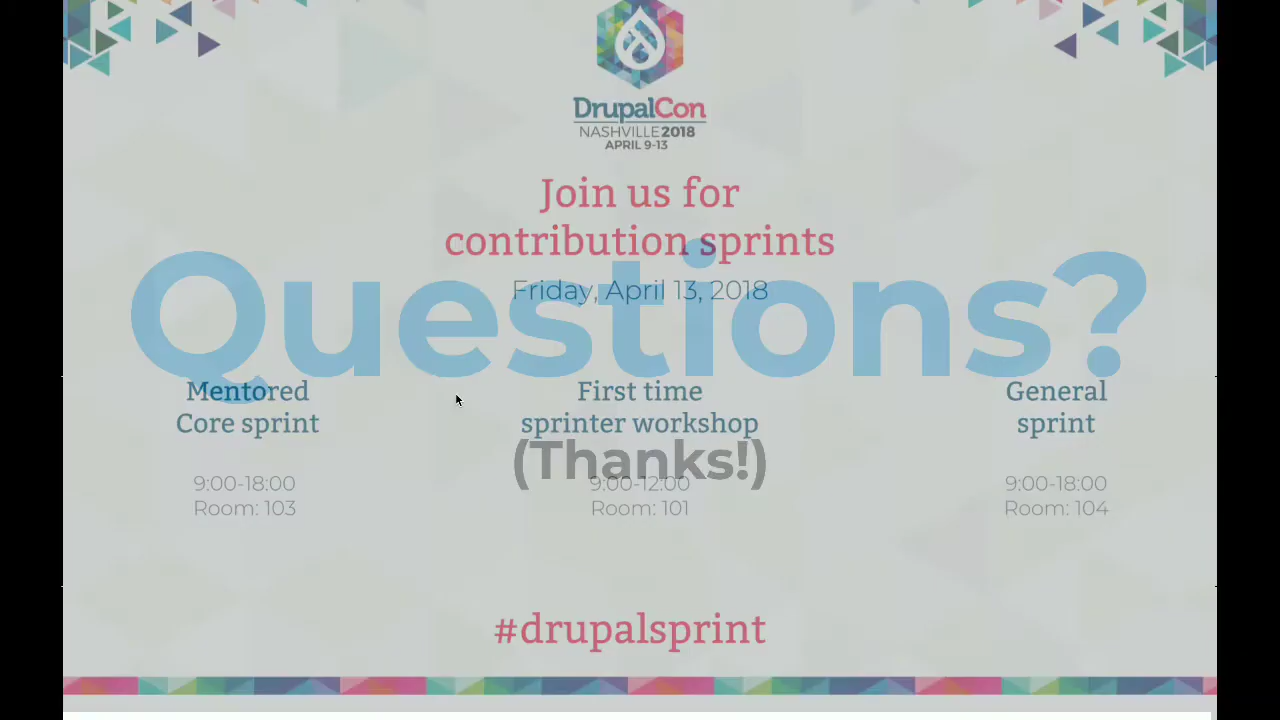 DrupalCon
NASHVILLE 2018
APRIL 9-13
Join us for
contribution sprints
Friday, April 13, 2018
Questions?
Mentored
Core sprint
9:00-18:00
Room: 103
First time
sprinter workshop
9:00-12:00
Room: 101
General
sprint
9:00-18:00
Room: 104
(Thanks!)
#drupalsprint